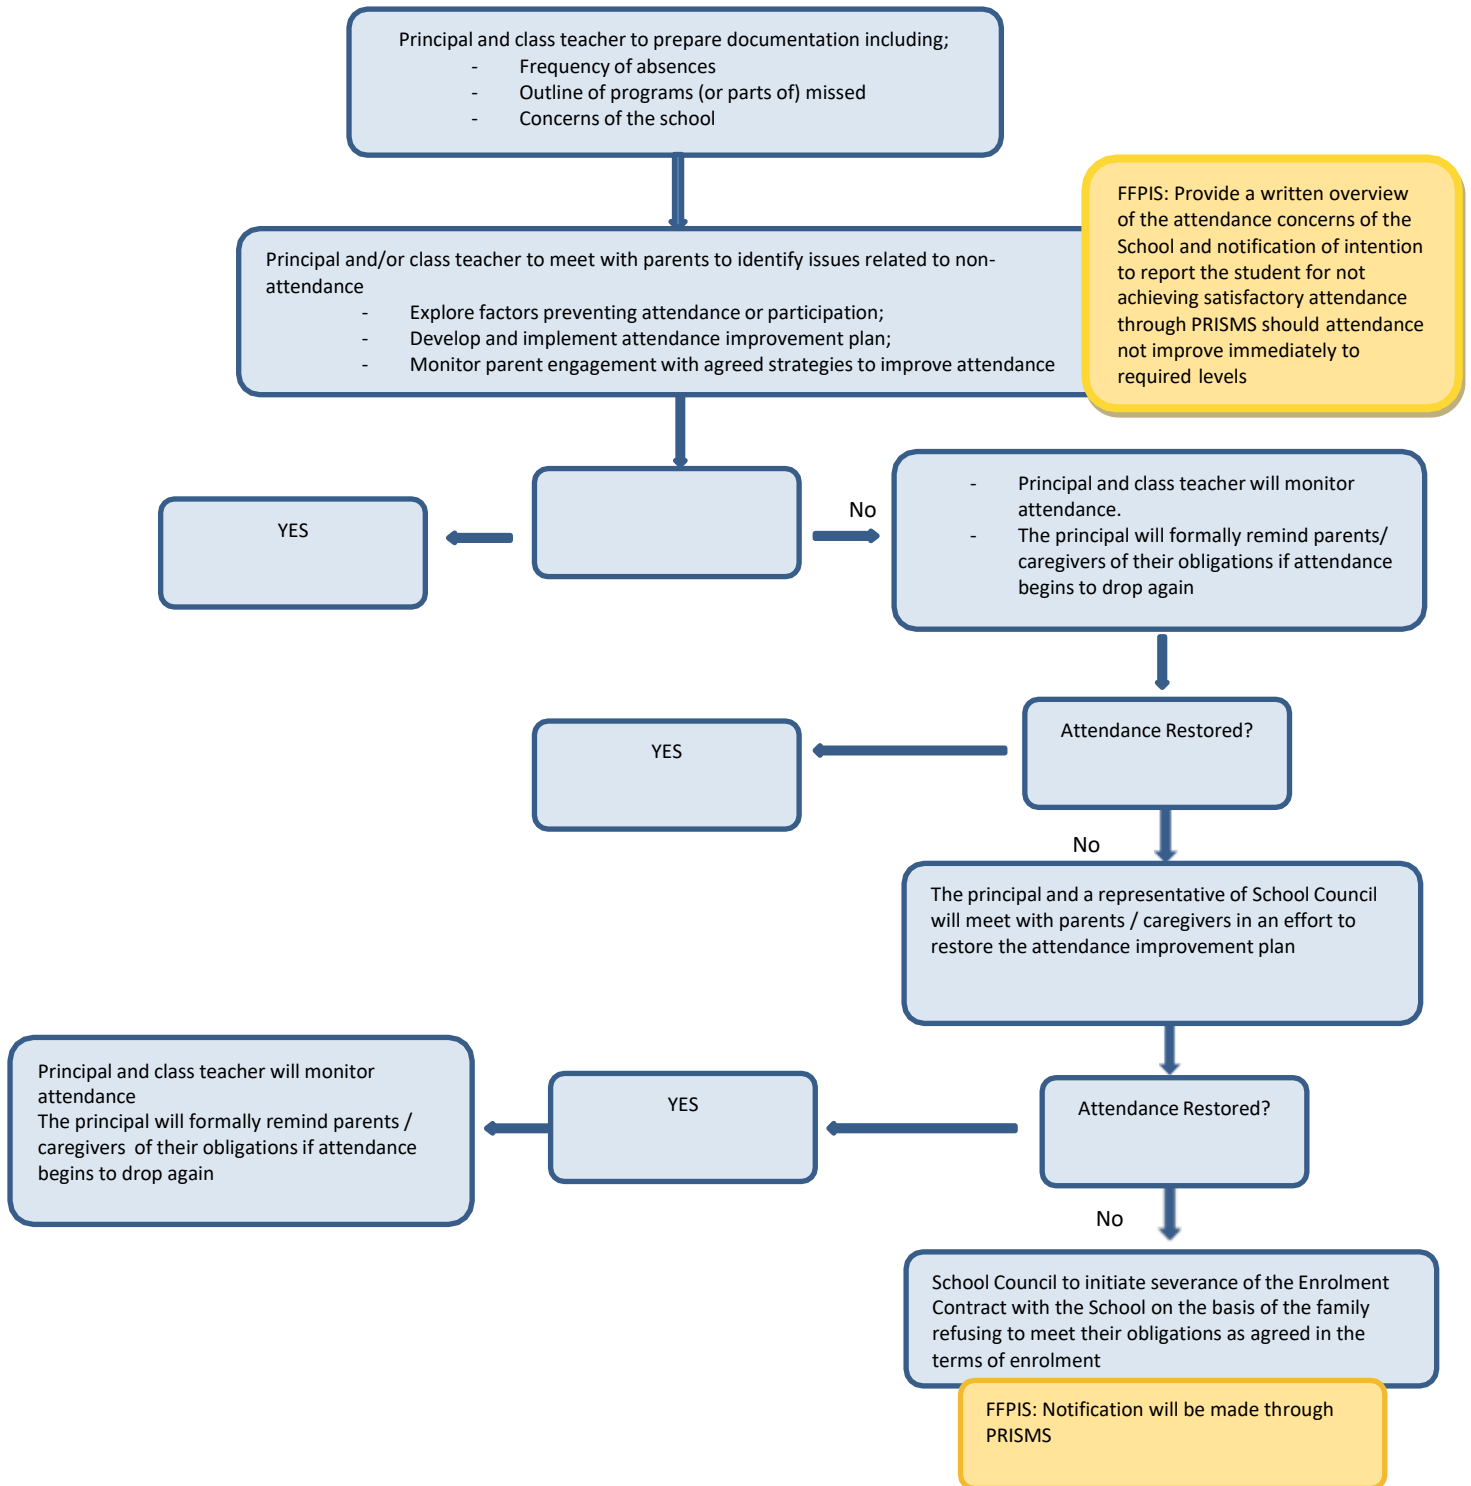 Principal and class teacher to prepare documentation including;
- Frequency of absences
- Outline of programs (or parts of) missed
- Concerns of the school
FFPIS: Provide a written overview
of the attendance concerns of the
School and notification of intention
to report the student for not
achieving satisfactory attendance
through PRISMS should attendance
not improve immediately to
required levels
Principal and/or class teacher to meet with parents to identify issues related to non-
attendance
- Explore factors preventing attendance or participation;
- Develop and implement attendance improvement plan;
- Monitor parent engagement with agreed strategies to improve attendance
YES
No
- Principal and class teacher will monitor
attendance.
- The principal will formally remind parents/
caregivers of their obligations if attendance
begins to drop again
YES
Attendance Restored?
No
The principal and a representative of School Council
will meet with parents / caregivers in an effort to
restore the attendance improvement plan
Principal and class teacher will monitor
attendance
The principal will formally remind parents /
caregivers of their obligations if attendance
begins to drop again
YES
Attendance Restored?
No
School Council to initiate severance of the Enrolment
Contract with the School on the basis of the family
refusing to meet their obligations as agreed in the
terms of enrolment
FFPIS: Notification will be made through
PRISMS